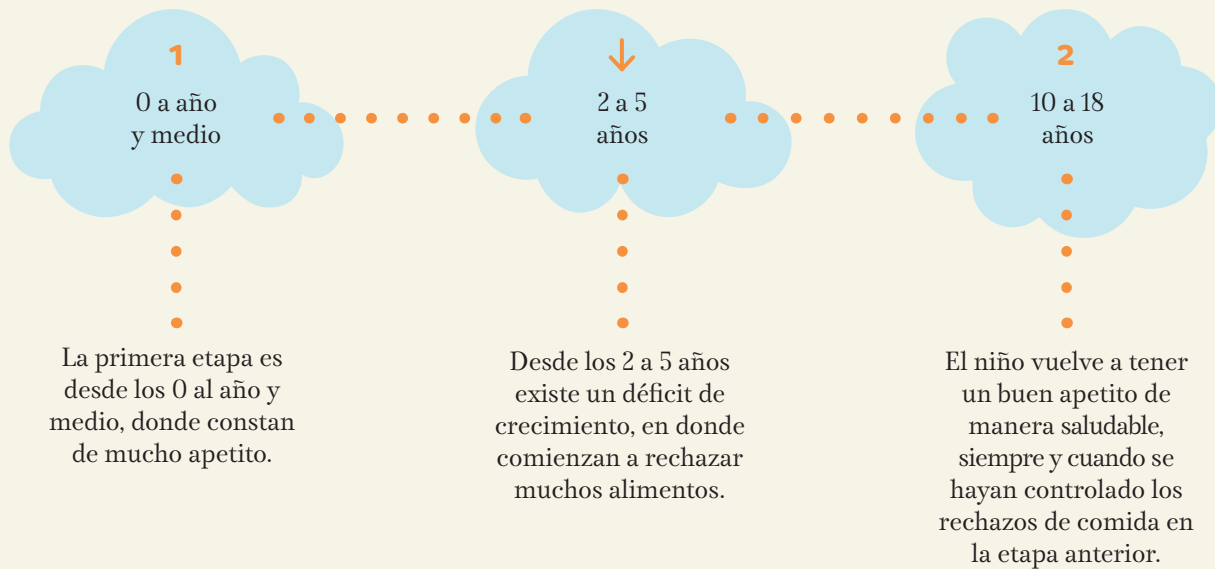 1
0 a año
y medio
2 a 5
años
2
10 a 18
años
La primera etapa es
desde los 0 al año y
medio, donde constan
de mucho apetito.
Desde los 2 a 5 años
existe un déficit de
crecimiento, en donde
comienzan a rechazar
muchos alimentos.
El niño vuelve a tener
un buen apetito de
manera saludable,
siempre y cuando se
hayan controlado los
rechazos de comida en
la etapa anterior.